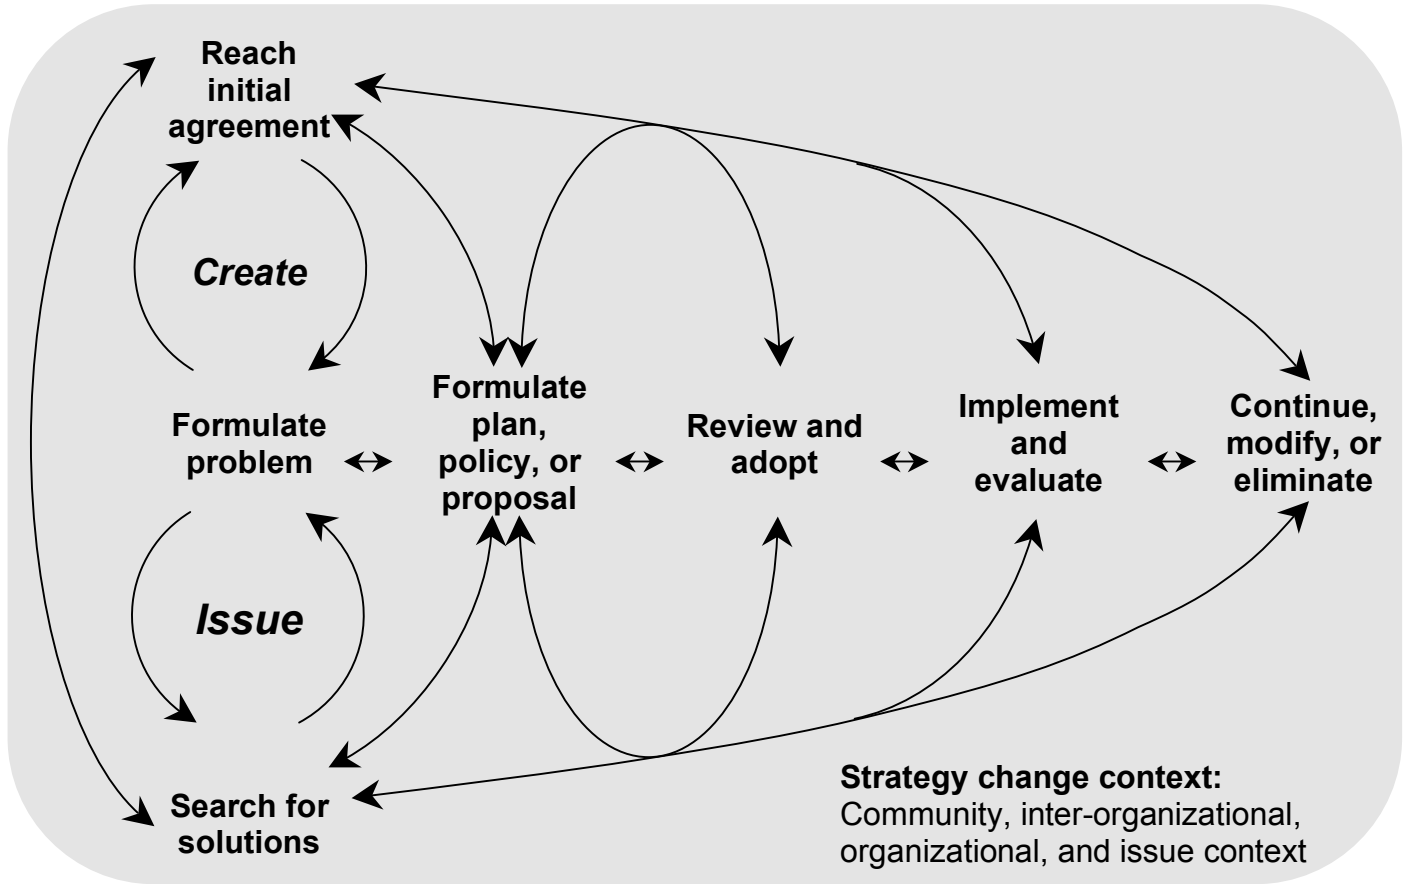 Reach
initial
agreement
Create
Formulate
problem
Formulate
plan,
policy, or
proposal
Review and
adopt
Implement
and
evaluate
Continue,
modify, or
eliminate
Issue
Search for
solutions
Strategy change context:
Community, inter-organizational,
organizational, and issue context